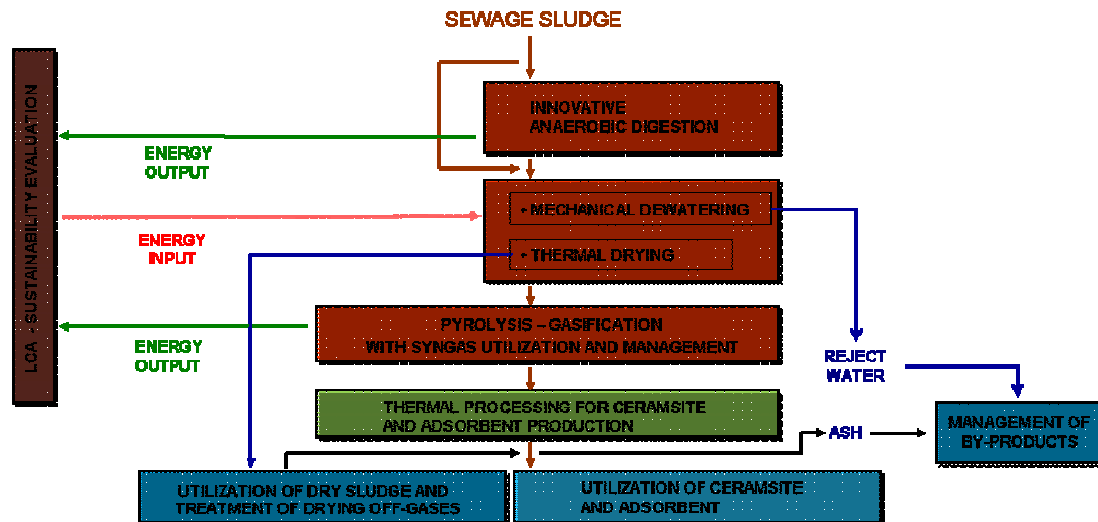 SEWAGE SLUDGE
LCA - SUSTAINABILITY EVALUATION
INNOVATIVE
ANAEROBIC DIGESTION
ENERGY
OUTPUT
- MECHANICAL DEWATERING
ENERGY
INPUT
- THERMAL DRYING
PYROLYSIS – GASIFICATION
WITH SYNGAS UTILIZATION AND MANAGEMENT
ENERGY
OUTPUT
REJECT
WATER
THERMAL PROCESSING FOR CERAMSITE
AND ADSORBENT PRODUCTION
ASH
MANAGEMENT OF
BY-PRODUCTS
UTILIZATION OF DRY SLUDGE AND
TREATMENT OF DRYING OFF-GASES
UTILIZATION OF CERAMSITE
AND ADSORBENT